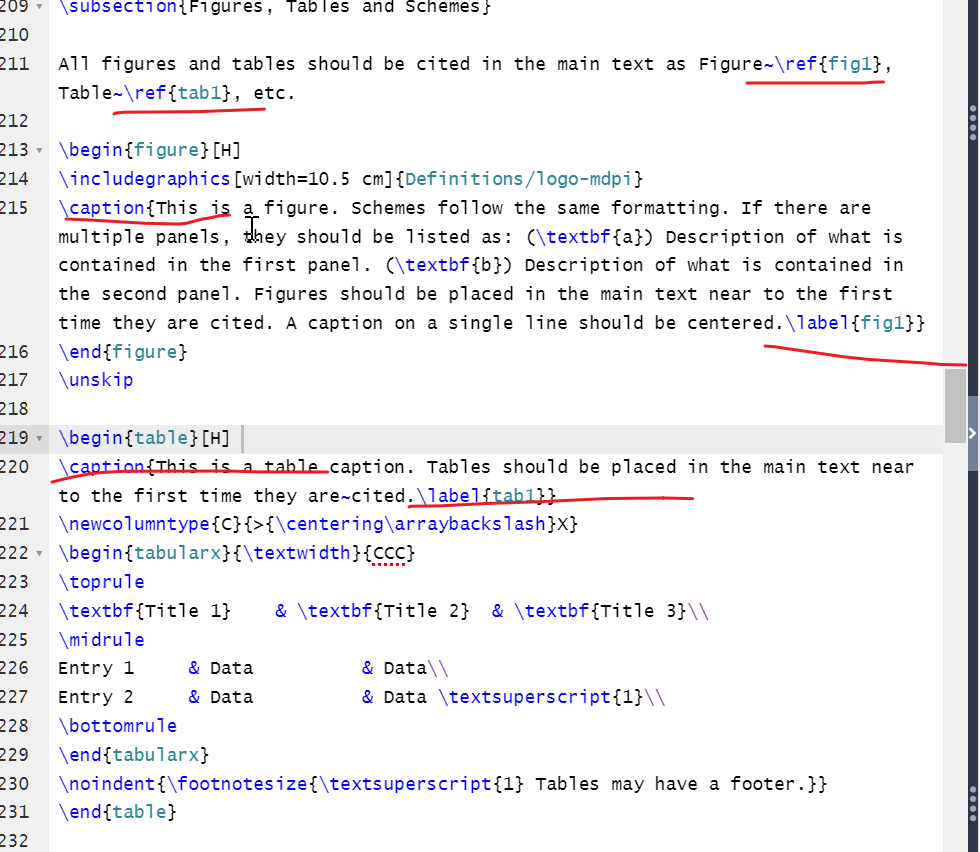 209 \subsection{Figures, Tables and Schemes}
210
211 All figures and tables should be cited in the main text as Figure~\ref{fig1},
Table~\ref{tab1}, etc.
212
213 \begin{figure}[H]
214 \includegraphics[width=10.5 cm]{Definitions/logo-mdpi}
215 \caption{This is a figure. Schemes follow the same formatting. If there are
multiple panels, they should be listed as: (\textbf{a}) Description of what is
contained in the first panel. (\textbf{b}) Description of what is contained in
the second panel. Figures should be placed in the main text near to the first
time they are cited. A caption on a single line should be centered.\label{fig1}}
216 \end{figure}
217 \unskip
218
219 \begin{table}[H]
220 \caption{This is a table caption. Tables should be placed in the main text near
to the first time they are~cited.\label{tab1}}
221 \newcolumntype{C}{>{\centering\arraybackslash}X}
222 \begin{tabularx}{\textwidth}{CCC}
223 \toprule
224 \textbf{Title 1} & \textbf{Title 2} & \textbf{Title 3}\\
225 \midrule
226 Entry 1 & Data & Data\\
227 Entry 2 & Data & Data \textsuperscript{1}\\
228 \bottomrule
229 \end{tabularx}
230 \noindent{\footnotesize{\textsuperscript{1} Tables may have a footer.}}
231 \end{table}
232